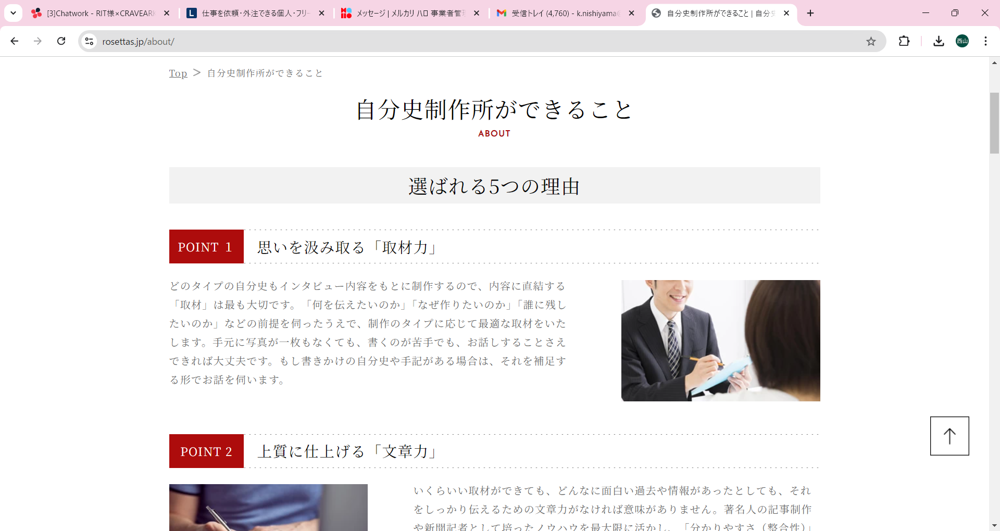 [3]Chatwork - RIT様×CRAVEARK
仕事を依頼・外注できる個人・フリー
メッセージ | メルカリ ハロ 事業者管理
受信トレイ (4,760) - k.nishiyama@
自分史制作所ができること | 自分史
rosettas.jp/about/
西山
Top > 自分史制作所ができること
自分史制作所ができること
ABOUT
選ばれる5つの理由
POINT 1 思いを汲み取る「取材力」
どのタイプの自分史もインタビュー内容をもとに制作するので、内容に直結する
「取材」は最も大切です。「何を伝えたいのか」「なぜ作りたいのか」「誰に残し
たいのか」などの前提を伺ったうえで、制作のタイプに応じて最適な取材をいた
します。手元に写真が一枚もなくても、書くのが苦手でも、お話しすることさえ
できれば大丈夫です。もし書きかけの自分史や手記がある場合は、それを補足す
る形でお話を伺います。
POINT 2 上質に仕上げる「文章力」
いくらいい取材ができても、どんなに面白い過去や情報があったとしても、それ
をしっかり伝えるための文章力がなければ意味がありません。著名人の記事制作
や新聞記者として培ったノウハウを最大限に活かし、「分かりやすさ（整合性）」